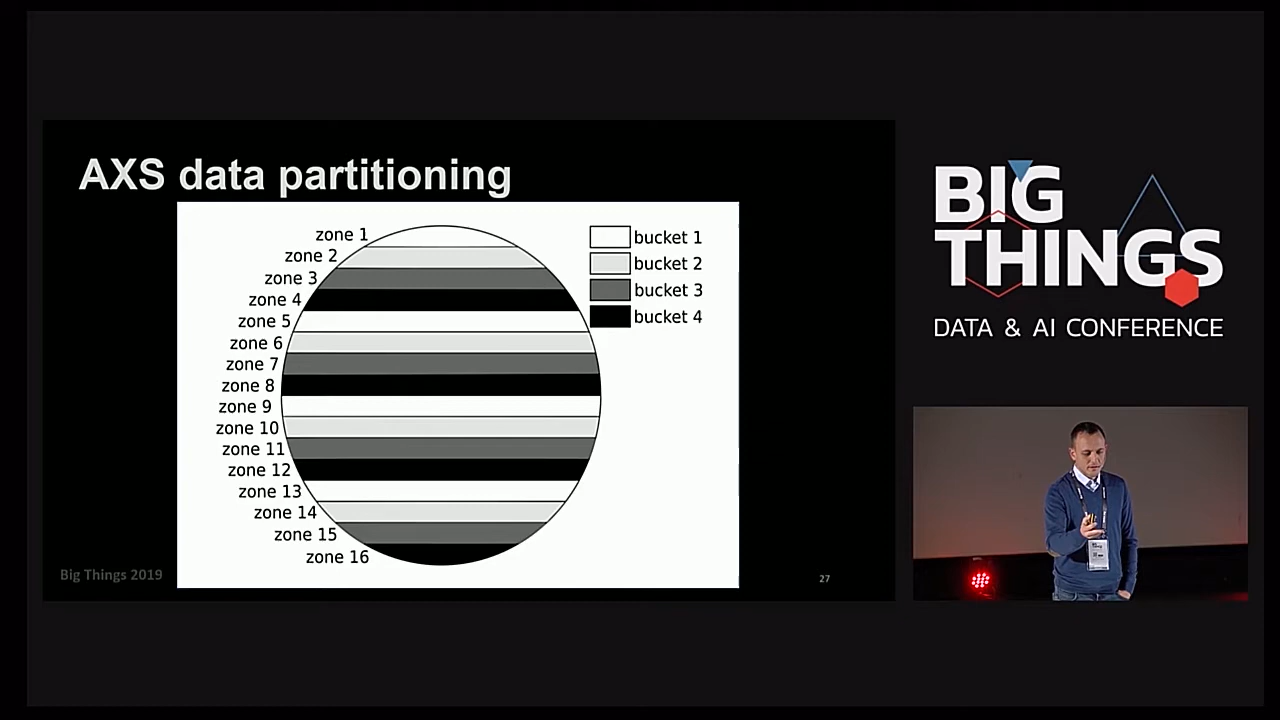 AXS data partitioning
zone 1
zone 2
zone 3
zone 4
zone 5
zone 6
zone 7
zone 8
zone 9
zone 10
zone 11
zone 12
zone 13
zone 14
zone 15
zone 16
bucket 1
bucket 2
bucket 3
bucket 4
Big Things 2019
27
BIG
THINGS
DATA & AI CONFERENCE